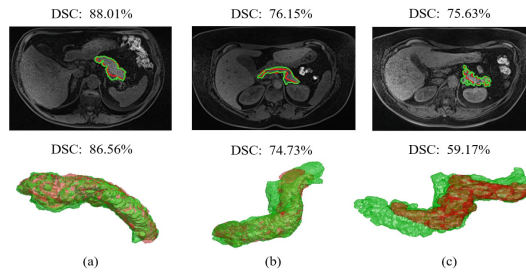 DSC: 88.01% DSC: 76.15% DSC: 75.63%
DSC: 86.56% DSC: 74.73% DSC: 59.17%
(a) (b) (c)